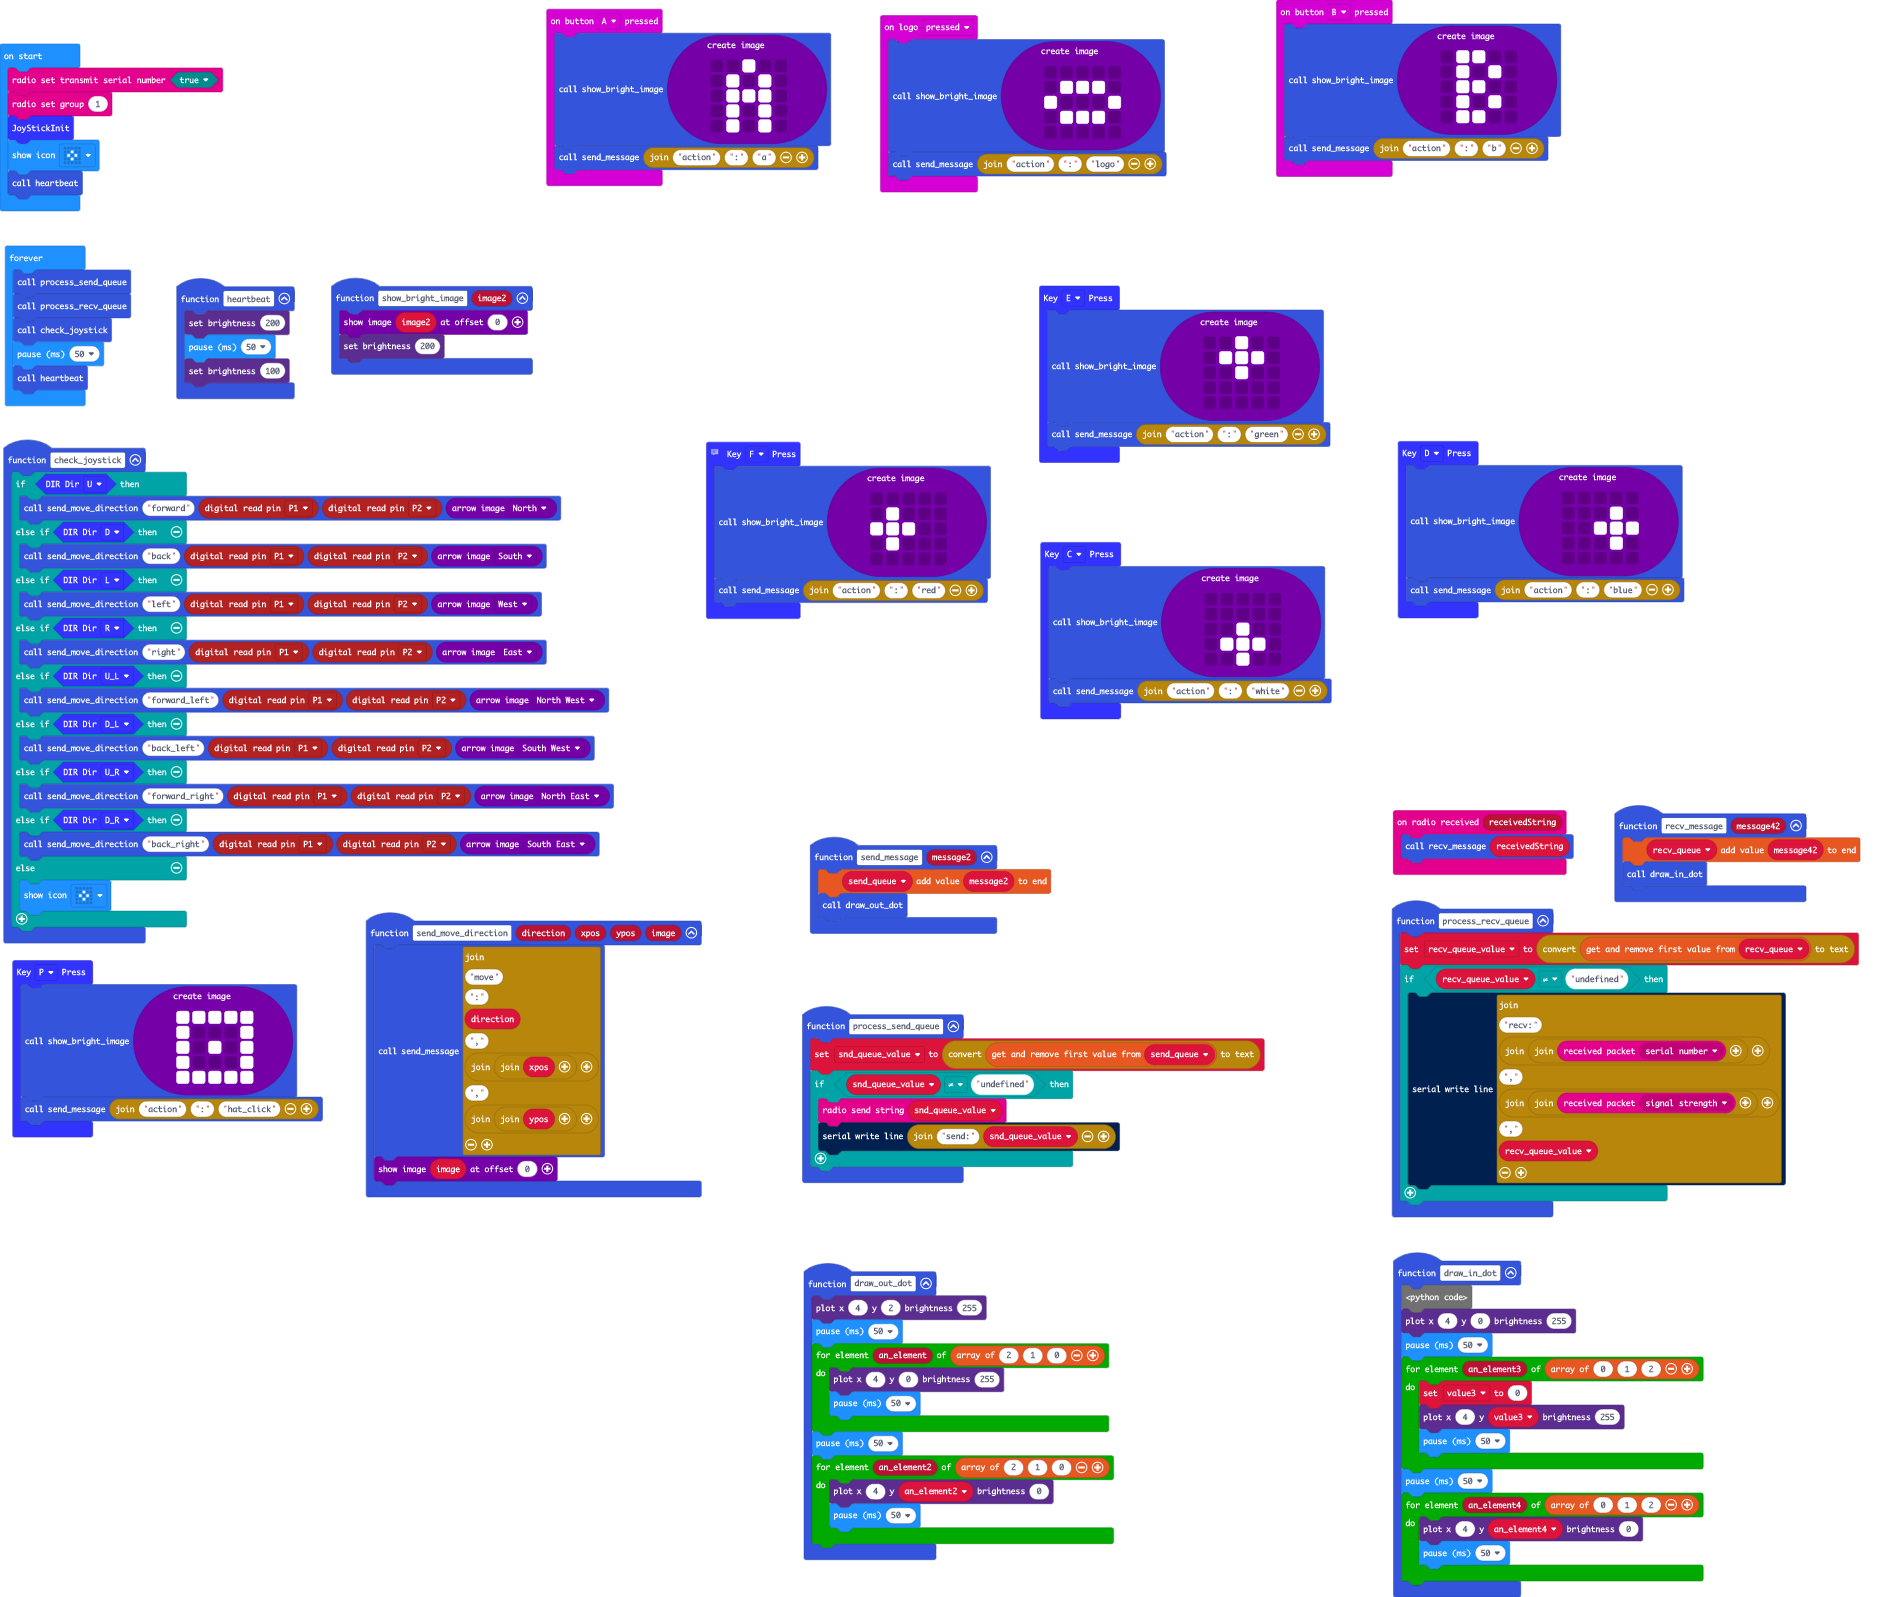 on start
radio set transmit serial number true
radio set group 1
JoyStickInit
show icon
call heartbeat
on button A pressed
create image
call show_bright_image
call send_message join "action" ":" "a"
on logo pressed
create image
call show_bright_image
call send_message join "action" ":" "logo"
on button B pressed
create image
call show_bright_image
call send_message join "action" ":" "b"
forever
call process_send_queue
call process_recv_queue
call check_joystick
pause (ms) 50
call heartbeat
function heartbeat
set brightness 200
pause (ms) 50
set brightness 100
function show_bright_image image2
show image image2 at offset 0
set brightness 200
Key E Press
create image
call show_bright_image
call send_message join "action" ":" "green"
function check_joystick
if DIR Dir U then
call send_move_direction "forward" digital read pin P1 digital read pin P2 arrow image North
else if DIR Dir D then
call send_move_direction "back" digital read pin P1 digital read pin P2 arrow image South
else if DIR Dir L then
call send_move_direction "left" digital read pin P1 digital read pin P2 arrow image West
else if DIR Dir R then
call send_move_direction "right" digital read pin P1 digital read pin P2 arrow image East
else if DIR Dir U_L then
call send_move_direction "forward_left" digital read pin P1 digital read pin P2 arrow image North West
else if DIR Dir D_L then
call send_move_direction "back_left" digital read pin P1 digital read pin P2 arrow image South West
else if DIR Dir U_R then
call send_move_direction "forward_right" digital read pin P1 digital read pin P2 arrow image North East
else if DIR Dir D_R then
call send_move_direction "back_right" digital read pin P1 digital read pin P2 arrow image South East
else
show icon
Key F Press
create image
call show_bright_image
call send_message join "action" ":" "red"
Key C Press
create image
call show_bright_image
call send_message join "action" ":" "white"
Key D Press
create image
call show_bright_image
call send_message join "action" ":" "blue"
Key P Press
create image
call show_bright_image
call send_message join "action" ":" "hat_click"
function send_move_direction direction xpos ypos image
call send_message
join
"move"
":"
direction
","
join join xpos
","
join join ypos
show image image at offset 0
function send_message message2
send_queue add value message2 to end
call draw_out_dot
function process_send_queue
set snd_queue_value to convert get and remove first value from send_queue to text
if snd_queue_value ≠ "undefined" then
radio send string snd_queue_value
serial write line join "send:" snd_queue_value
on radio received receivedString
call recv_message receivedString
function recv_message message42
recv_queue add value message42 to end
call draw_in_dot
function process_recv_queue
set recv_queue_value to convert get and remove first value from recv_queue to text
if recv_queue_value ≠ "undefined" then
serial write line
join
"recv:"
join join received packet serial number
","
join join received packet signal strength
","
recv_queue_value
function draw_out_dot
plot x 4 y 2 brightness 255
pause (ms) 50
for element an_element of array of 2 1 0
do plot x 4 y 0 brightness 255
pause (ms) 50
pause (ms) 50
for element an_element2 of array of 2 1 0
do plot x 4 y an_element2 brightness 0
pause (ms) 50
function draw_in_dot
<python code>
plot x 4 y 0 brightness 255
pause (ms) 50
for element an_element3 of array of 0 1 2
do set value3 to 0
plot x 4 y value3 brightness 255
pause (ms) 50
pause (ms) 50
for element an_element4 of array of 0 1 2
do plot x 4 y an_element4 brightness 0
pause (ms) 50